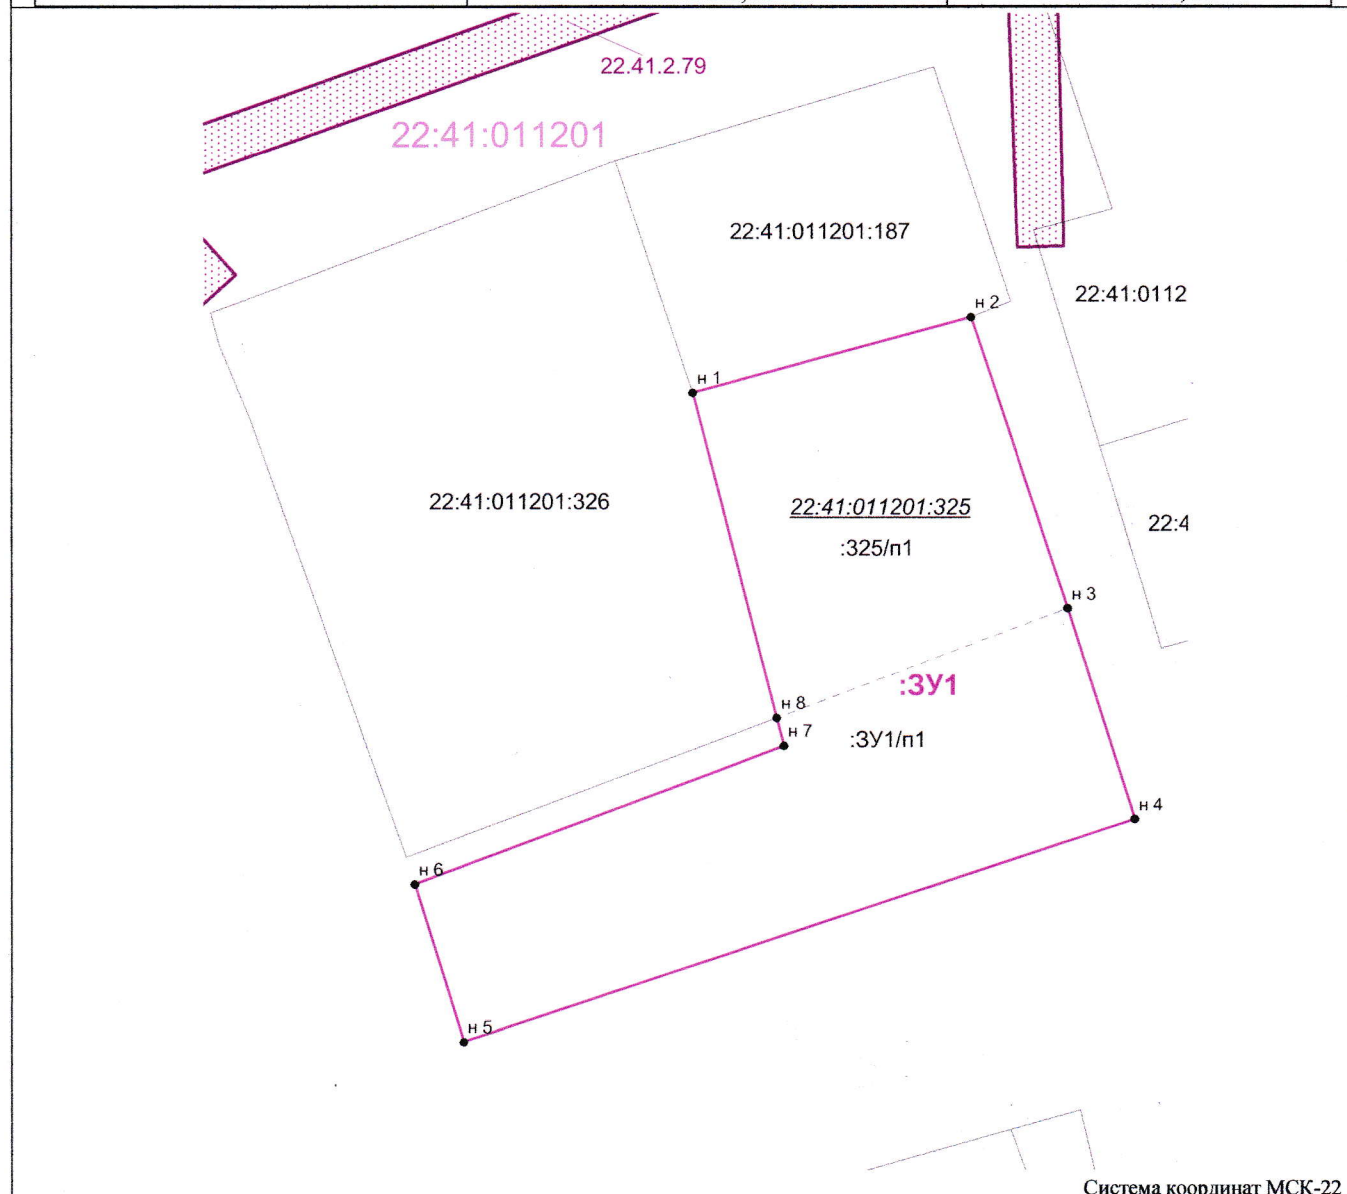 22.41.2.79
22:41:011201
22:41:011201:187
22:41:0112
н 2
н 1
22:41:011201:326
22:41:011201:325
22:4
:325/п1
н 3
:ЗУ1
н 8
н 7
:ЗУ1/п1
н 4
н 6
н 5
Система координат МСК-22